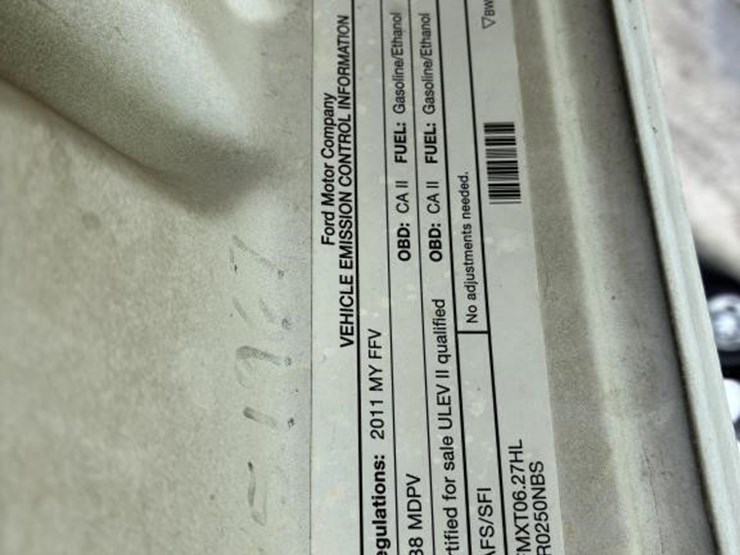 Ford Motor Company
VEHICLE EMISSION CONTROL INFORMATION
egulations: 2011 MY FFV
OBD: CA II FUEL: Gasoline/Ethanol
38 MDPV
OBD: CA II FUEL: Gasoline/Ethanol
rtified for sale ULEV II qualified
No adjustments needed.
AFS/SFI
MXT06.27HL
R0250NBS